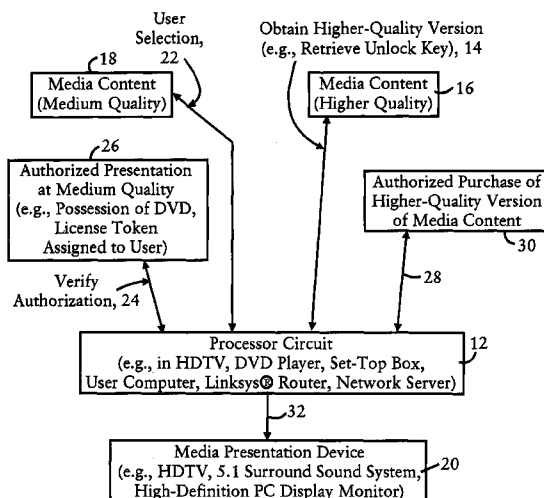 User
Selection,
22
Obtain Higher-Quality Version
(e.g., Retrieve Unlock Key), 14
18
Media Content
(Medium Quality)
Media Content
(Higher Quality)
16
26
Authorized Presentation
at Medium Quality
(e.g., Possession of DVD,
License Token
Assigned to User)
Authorized Purchase of
Higher-Quality Version
of Media Content
30
Verify
Authorization, 24
28
Processor Circuit
(e.g., in HDTV, DVD Player, Set-Top Box,
User Computer, Linksys® Router, Network Server)
12
32
Media Presentation Device
(e.g., HDTV, 5.1 Surround Sound System,
High-Definition PC Display Monitor)
20